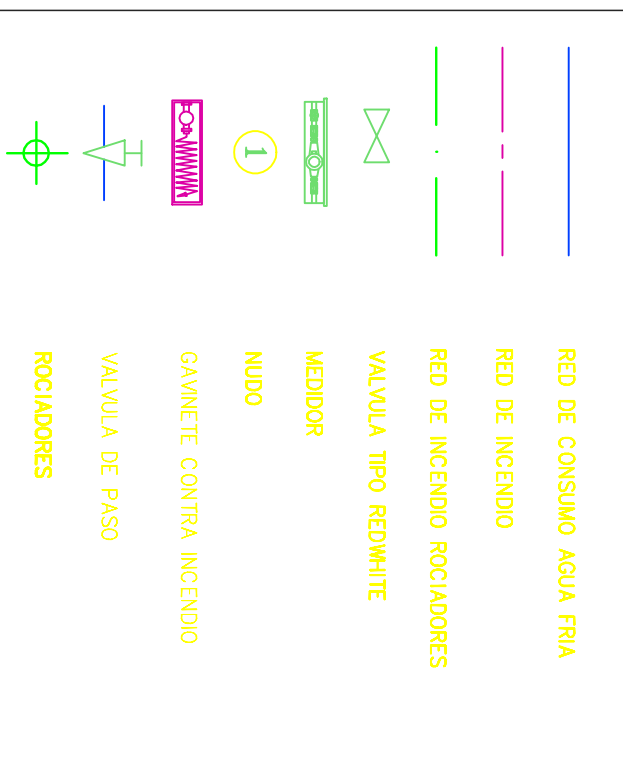 RED DE CONSUMO AGUA FRIA
RED DE INCENDIO
RED DE INCENDIO ROCIADORES
VALVULA TIPO REDWHITE
MEDIDOR
1
NUDO
GAVINETE CONTRA INCENDIO
VALVULA DE PASO
ROCIADORES